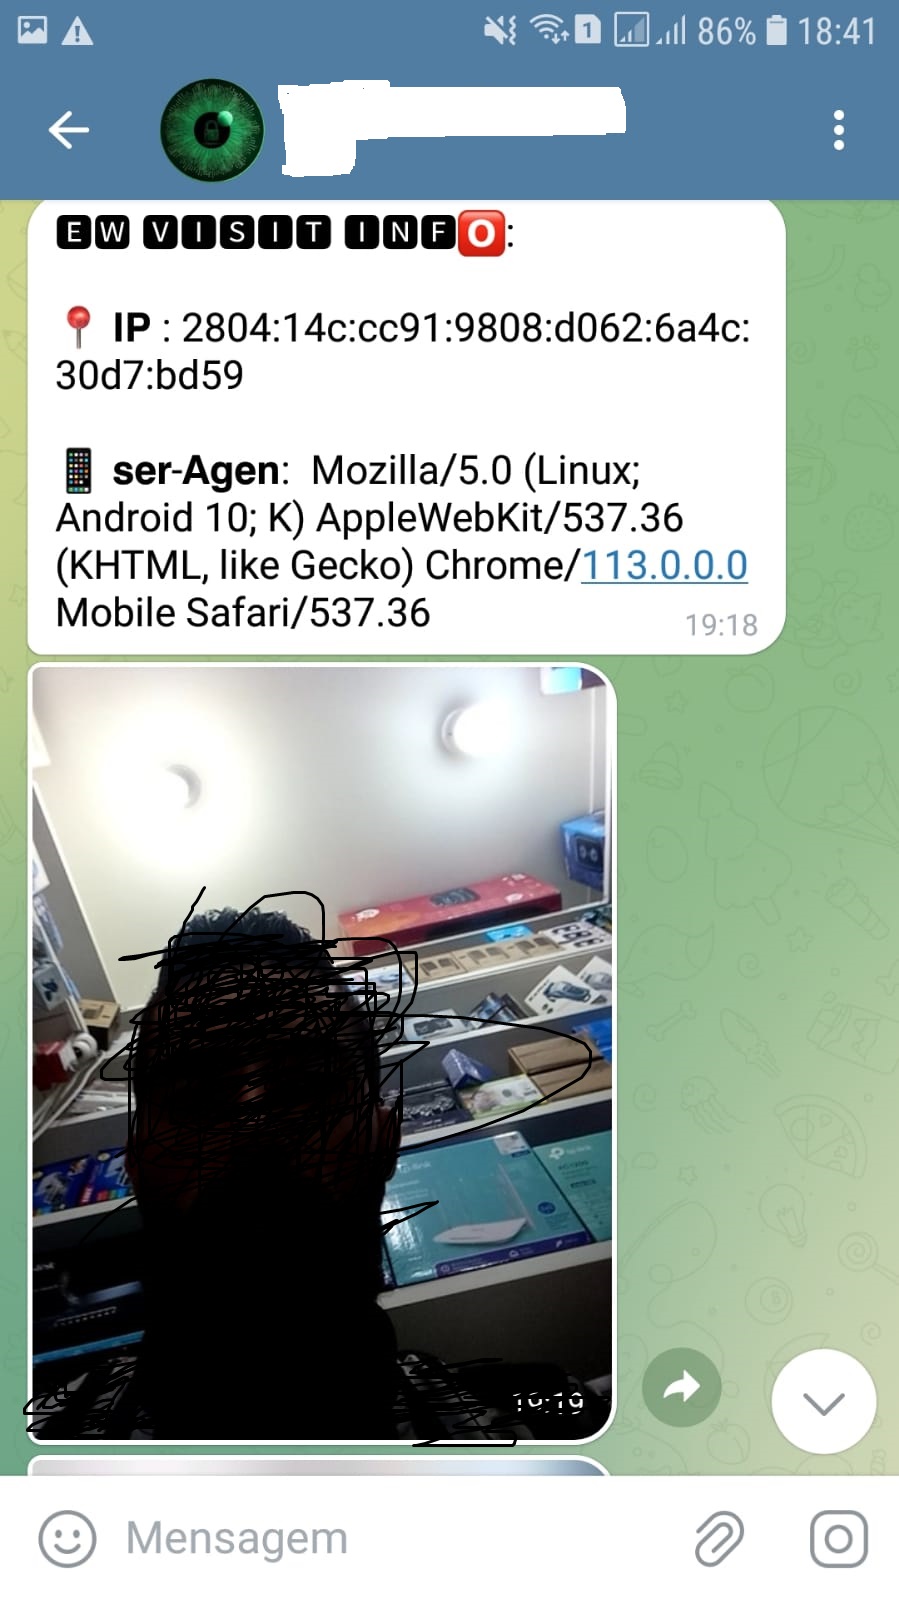 86% 18:41
EW VISIT INFO:
📍 IP : 2804:14c:cc91:9808:d062:6a4c:
30d7:bd59
📱 ser-Agen: Mozilla/5.0 (Linux;
Android 10; K) AppleWebKit/537.36
(KHTML, like Gecko) Chrome/113.0.0.0
Mobile Safari/537.36
19:18
tp-link
Mensagem